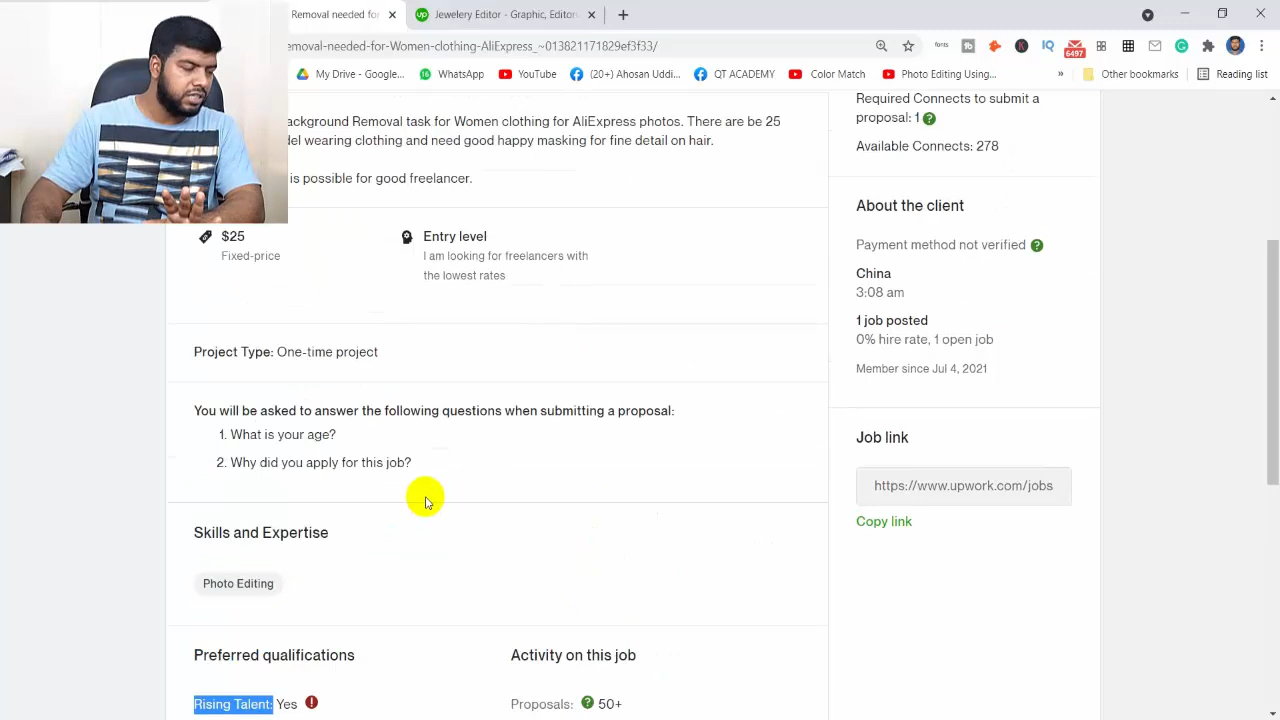 Removal needed for
Jewelery Editor - Graphic, Editori
emoval-needed-for-Women-clothing-AliExpress_~013821171829ef3f33/
fonts
6497
My Drive - Google...
WhatsApp
YouTube
(20+) Ahosan Uddi...
QT ACADEMY
Color Match
Photo Editing Using...
»
Other bookmarks
Reading list
ackground Removal task for Women clothing for AliExpress photos. There are be 25
del wearing clothing and need good happy masking for fine detail on hair.
is possible for good freelancer.
$25
Fixed-price
Entry level
I am looking for freelancers with
the lowest rates
Project Type: One-time project
You will be asked to answer the following questions when submitting a proposal:
1. What is your age?
2. Why did you apply for this job?
Skills and Expertise
Photo Editing
Preferred qualifications
Rising Talent: Yes
Activity on this job
Proposals: 50+
Required Connects to submit a
proposal: 1
Available Connects: 278
About the client
Payment method not verified
China
3:08 am
1 job posted
0% hire rate, 1 open job
Member since Jul 4, 2021
Job link
https://www.upwork.com/jobs
Copy link